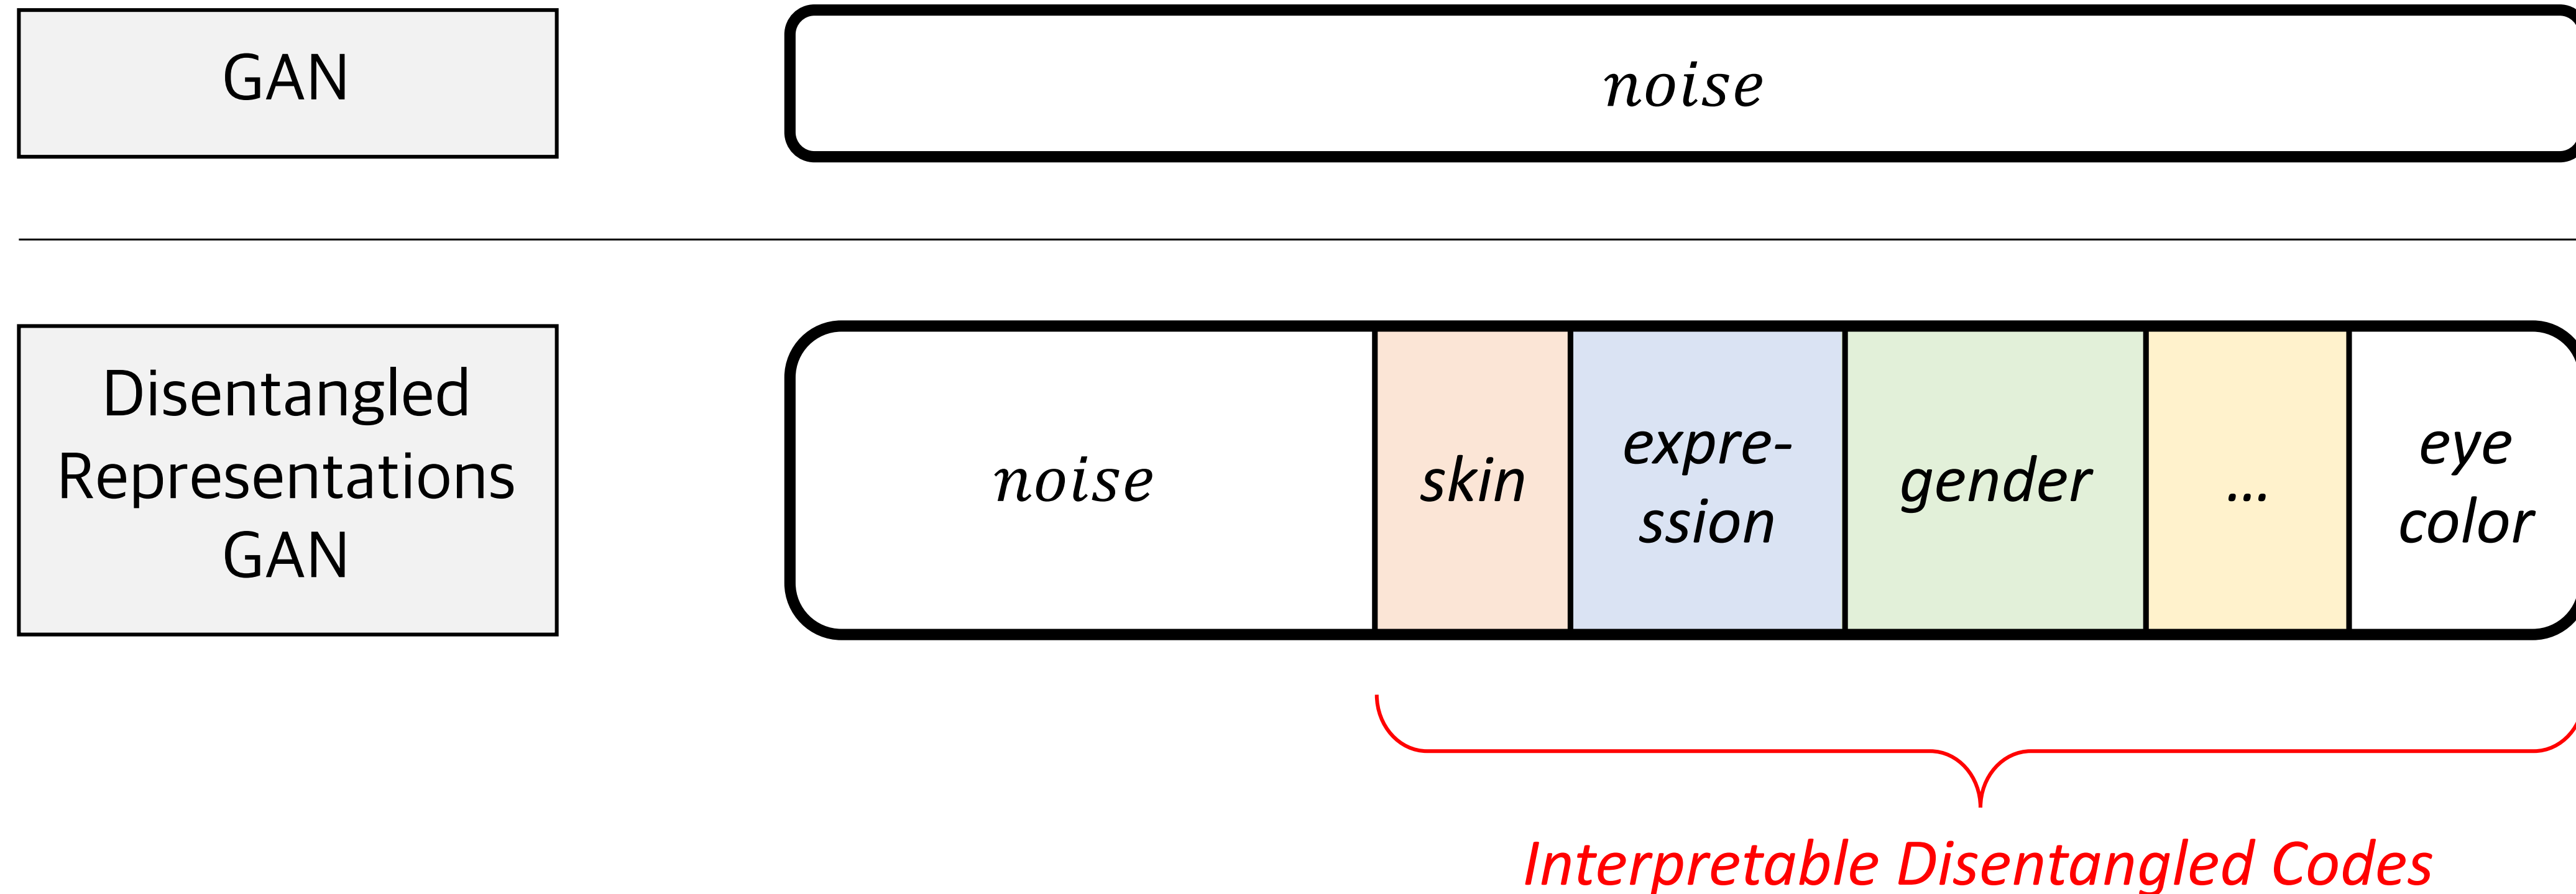 GAN
noise
Disentangled
Representations
GAN
noise
skin
expre-
ssion
gender
...
eye
color
Interpretable Disentangled Codes